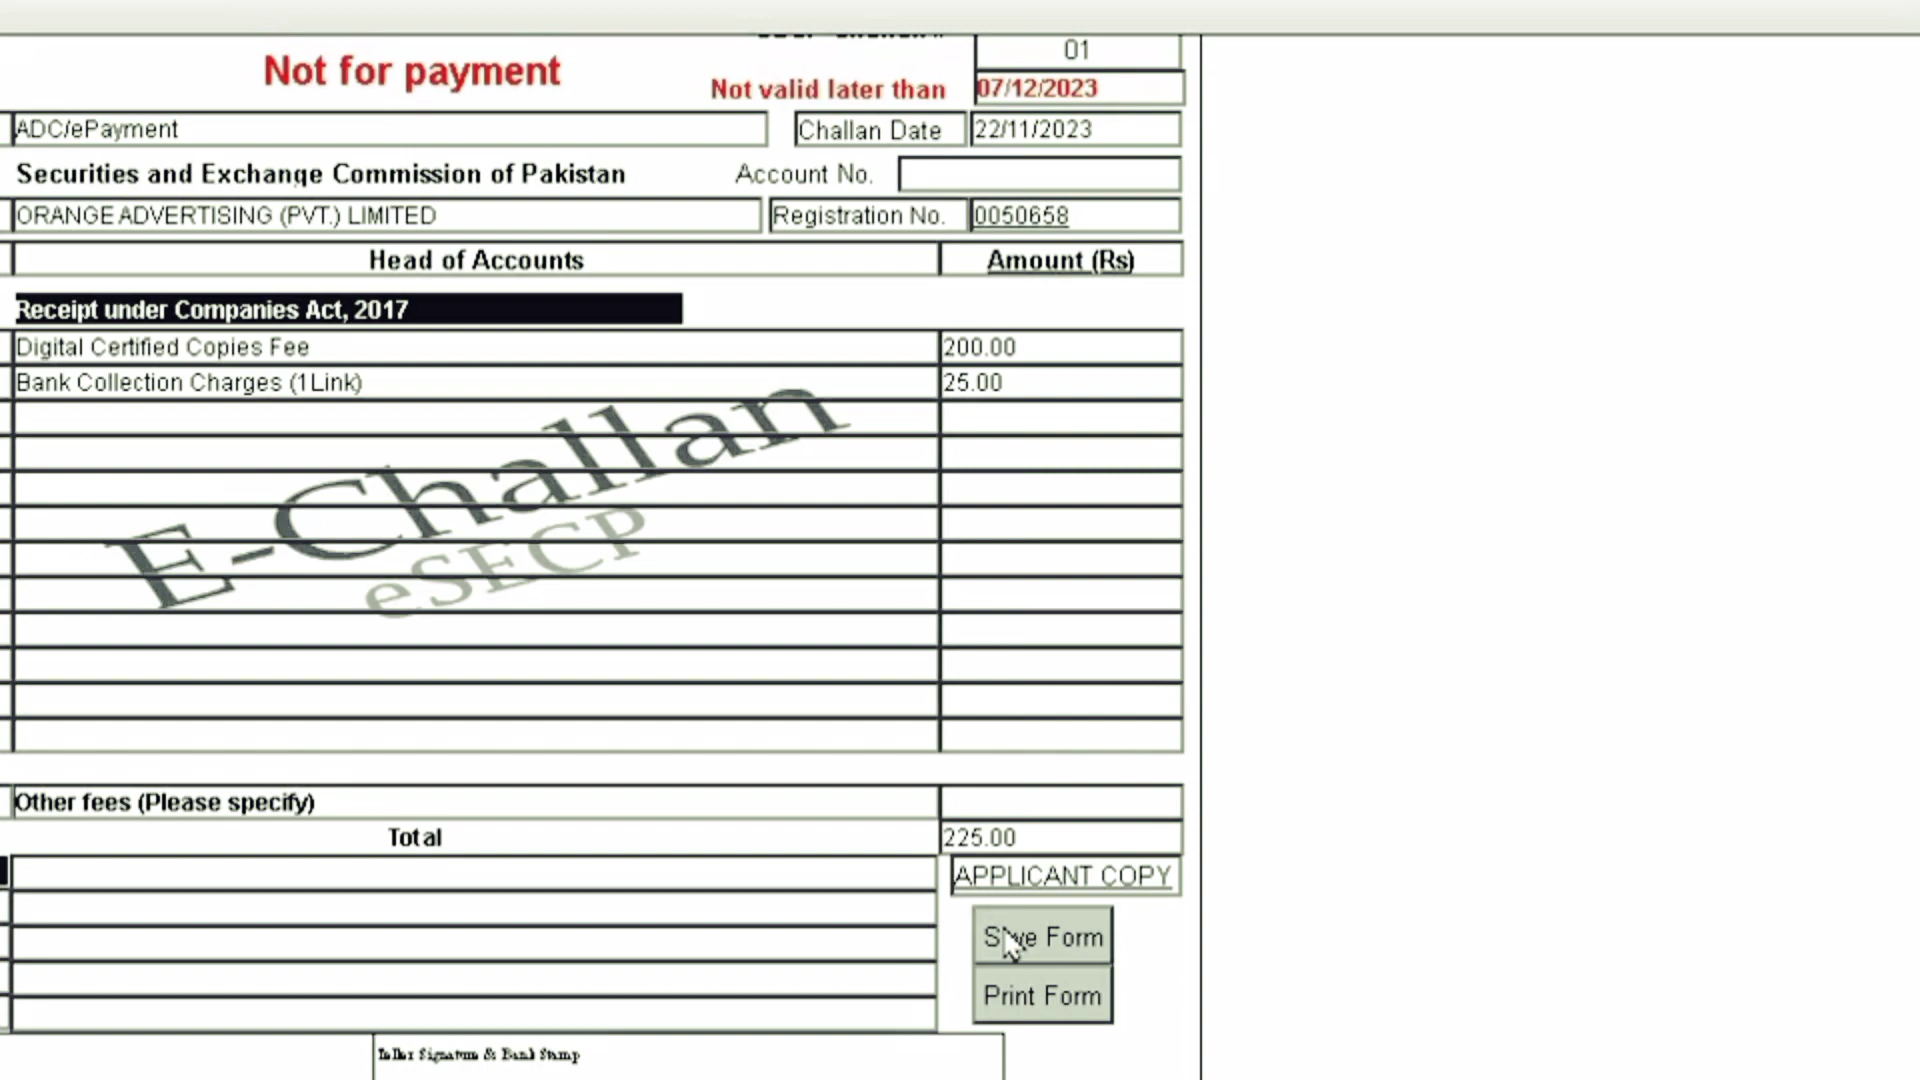 01
Not for payment
Not valid later than 07/12/2023
ADC/ePayment Challan Date 22/11/2023
Securities and Exchange Commission of Pakistan Account No.
ORANGE ADVERTISING (PVT.) LIMITED Registration No. 0050658
Head of Accounts Amount (Rs)
Receipt under Companies Act, 2017
Digital Certified Copies Fee 200.00
Bank Collection Charges (1Link) 25.00
E-Challan
eSECP
Other fees (Please specify)
Total 225.00
APPLICANT COPY
Save Form
Print Form
Teller Signature & Bank Stamp